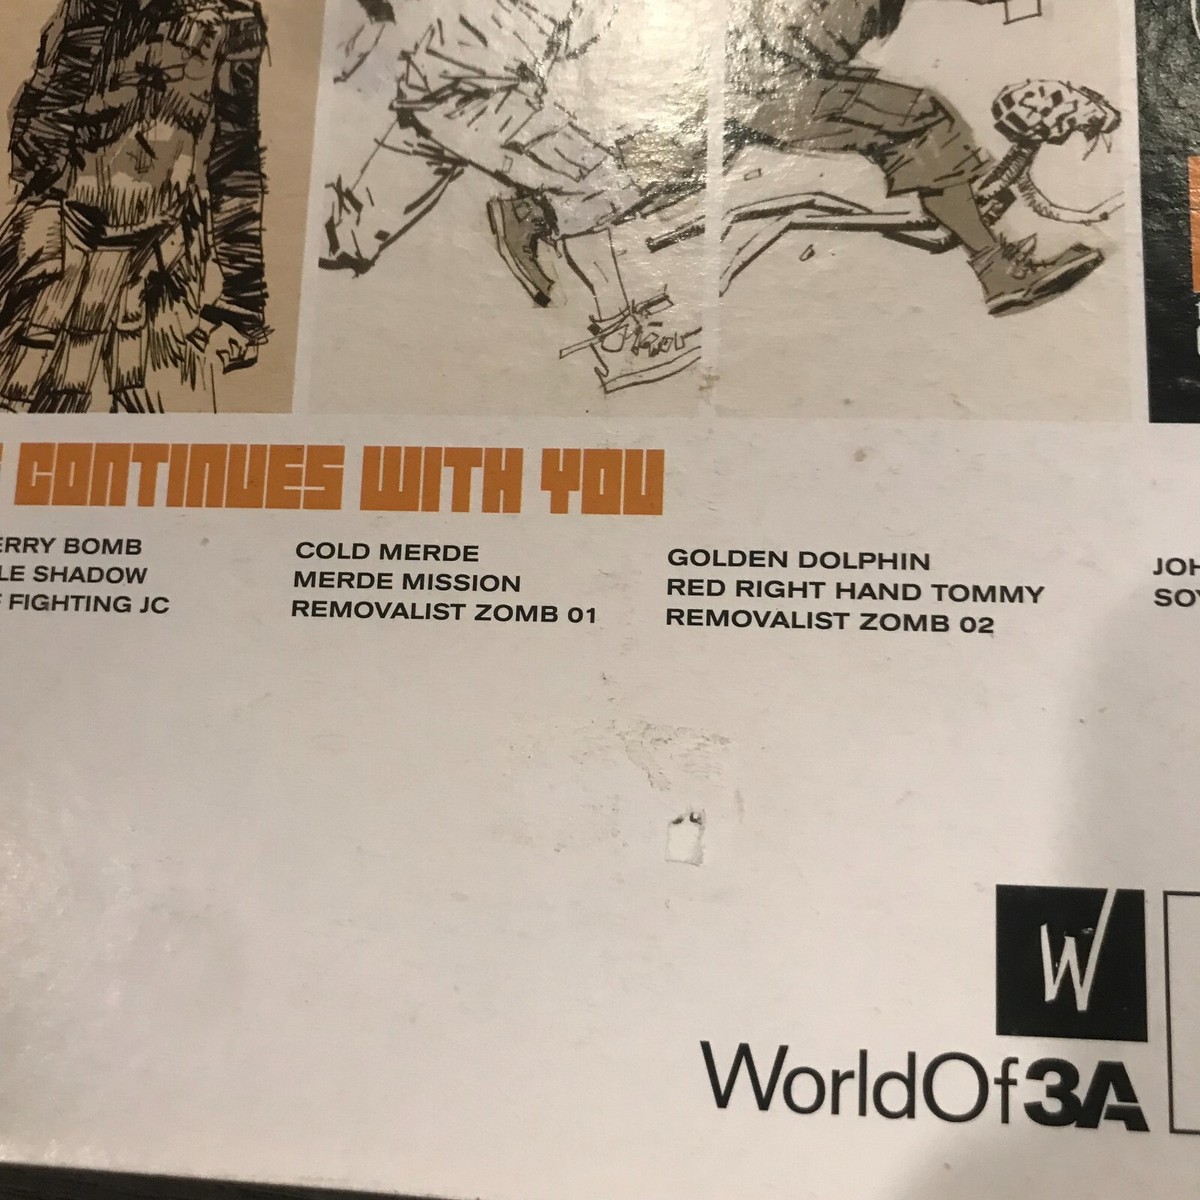 CONTINUES WITH YOU
ERRY BOMB
LE SHADOW
FIGHTING JC
COLD MERDE
MERDE MISSION
REMOVALIST ZOMB 01
GOLDEN DOLPHIN
RED RIGHT HAND TOMMY
REMOVALIST ZOMB 02
JOH
SO
W
WorldOf3A